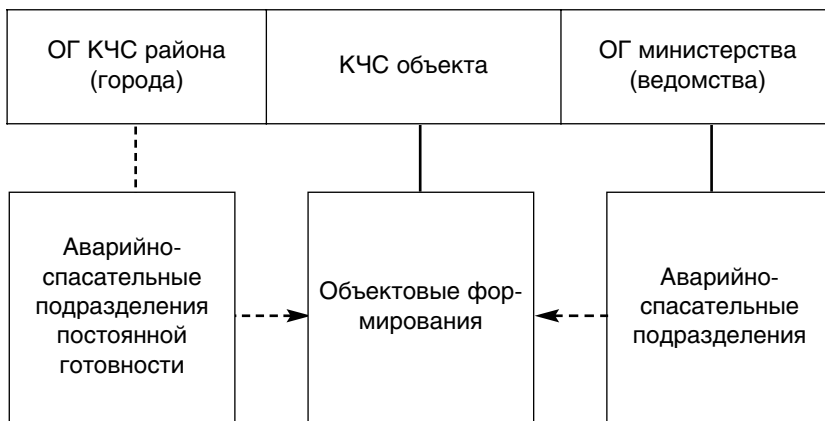 ОГ КЧС района
(города)
КЧС объекта
ОГ министерства
(ведомства)
Аварийно-
спасательные
подразделения
постоянной
готовности
Объектовые фор-
мирования
Аварийно-
спасательные
подразделения